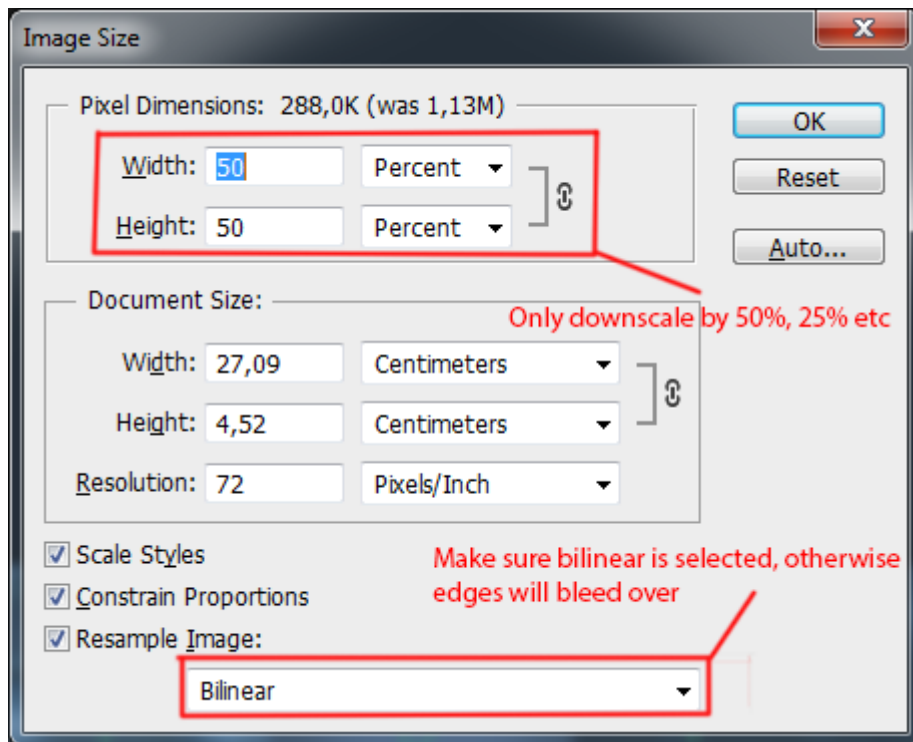 Image Size
x
Pixel Dimensions: 288,0K (was 1,13M)
Width: 50 Percent
Height: 50 Percent
OK
Reset
Auto...
Only downscale by 50%, 25% etc
Document Size:
Width: 27,09 Centimeters
Height: 4,52 Centimeters
Resolution: 72 Pixels/Inch
Scale Styles
Constrain Proportions
Resample Image:
Make sure bilinear is selected, otherwise
edges will bleed over
Bilinear